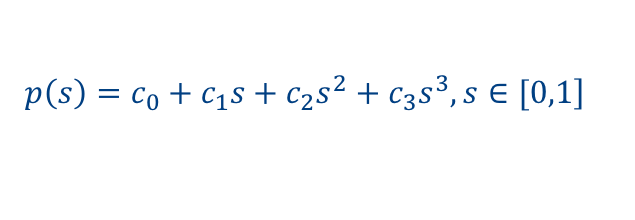 p(s) = c₀ + c₁s + c₂s² + c₃s³, s ∈ [0,1]